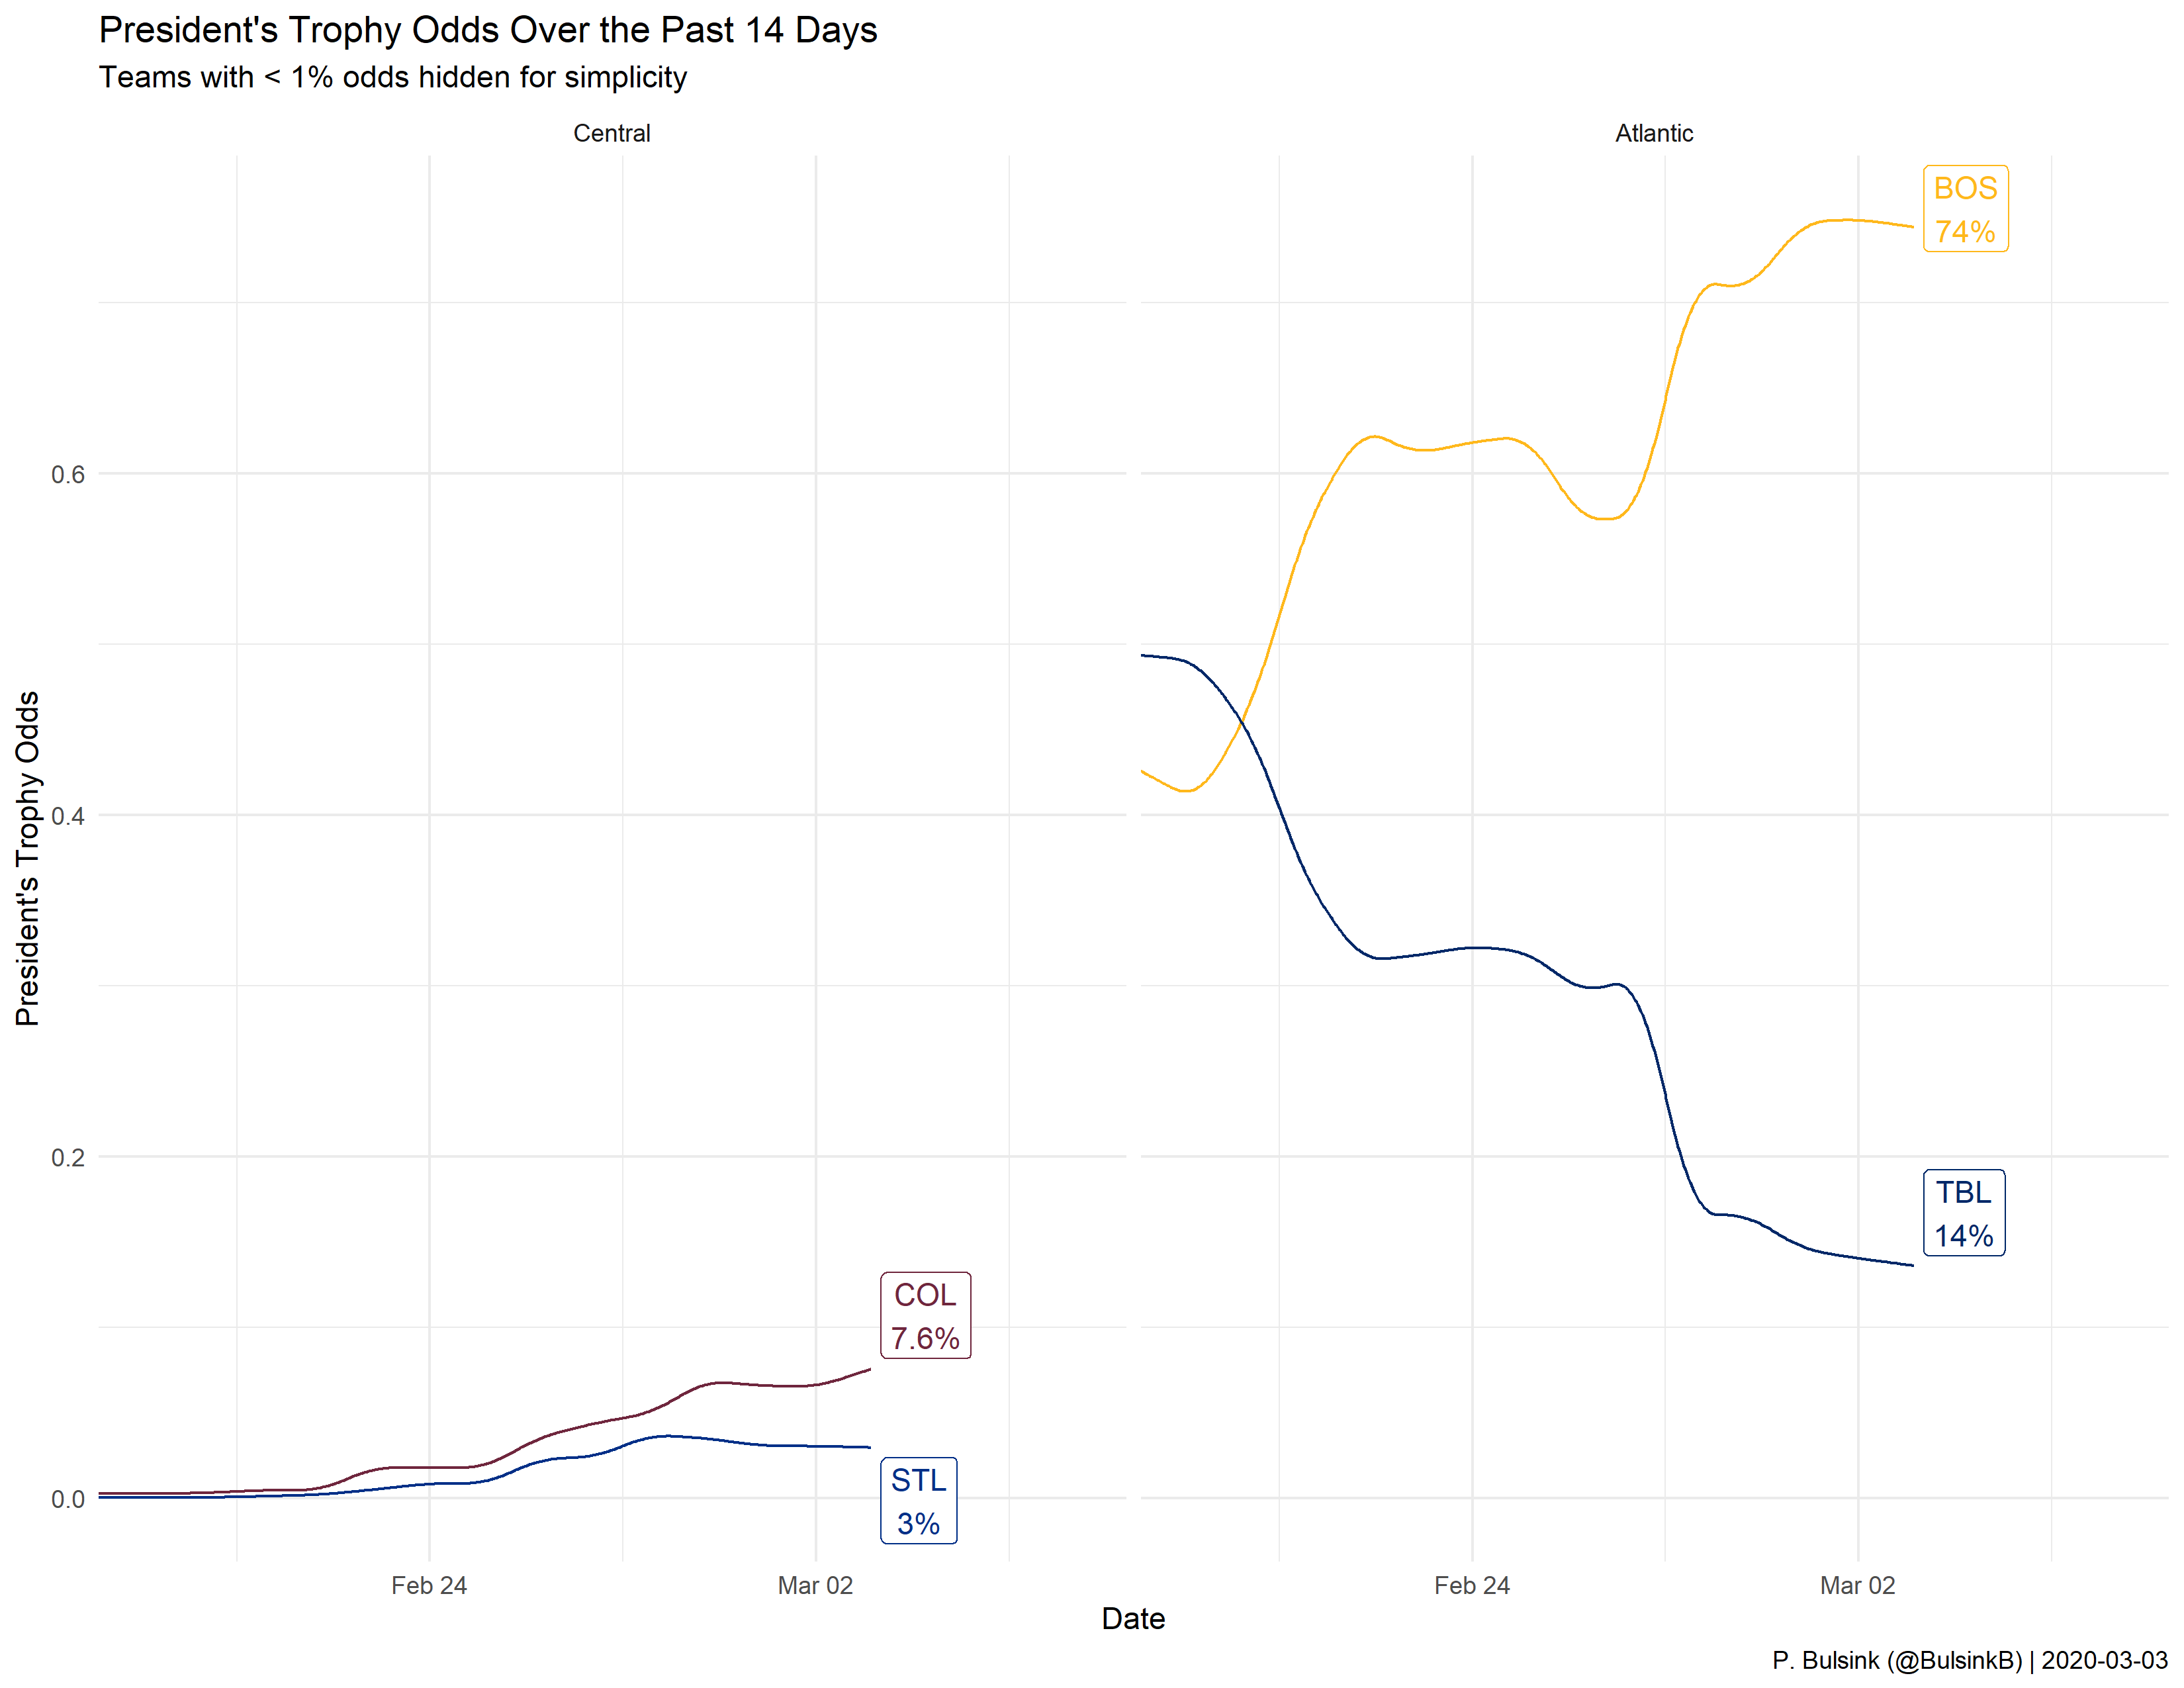 President's Trophy Odds Over the Past 14 Days
Teams with < 1% odds hidden for simplicity
Central
Atlantic
BOS
74%
TBL
14%
COL
7.6%
STL
3%
President's Trophy Odds
0.6
0.4
0.2
0.0
Feb 24
Mar 02
Feb 24
Mar 02
Date
P. Bulsink (@BulsinkB) | 2020-03-03